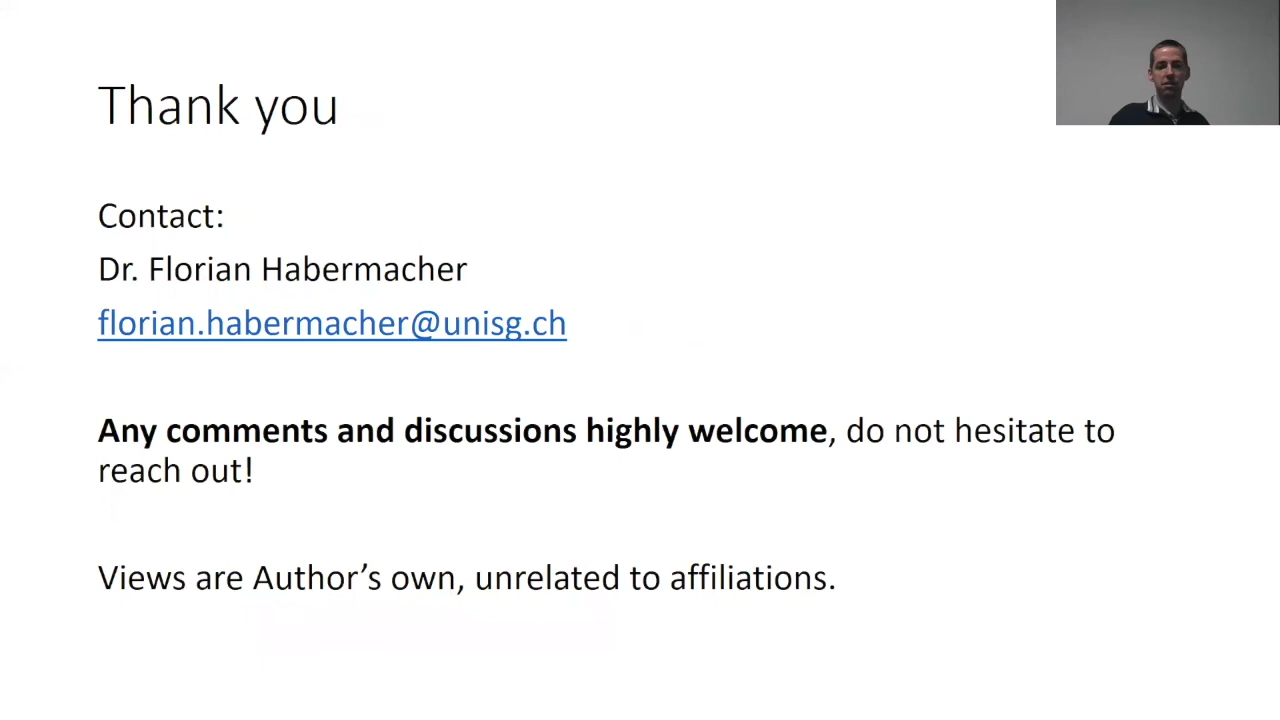 Thank you
Contact:
Dr. Florian Habermacher
florian.habermacher@unisg.ch
Any comments and discussions highly welcome, do not hesitate to
reach out!
Views are Author’s own, unrelated to affiliations.